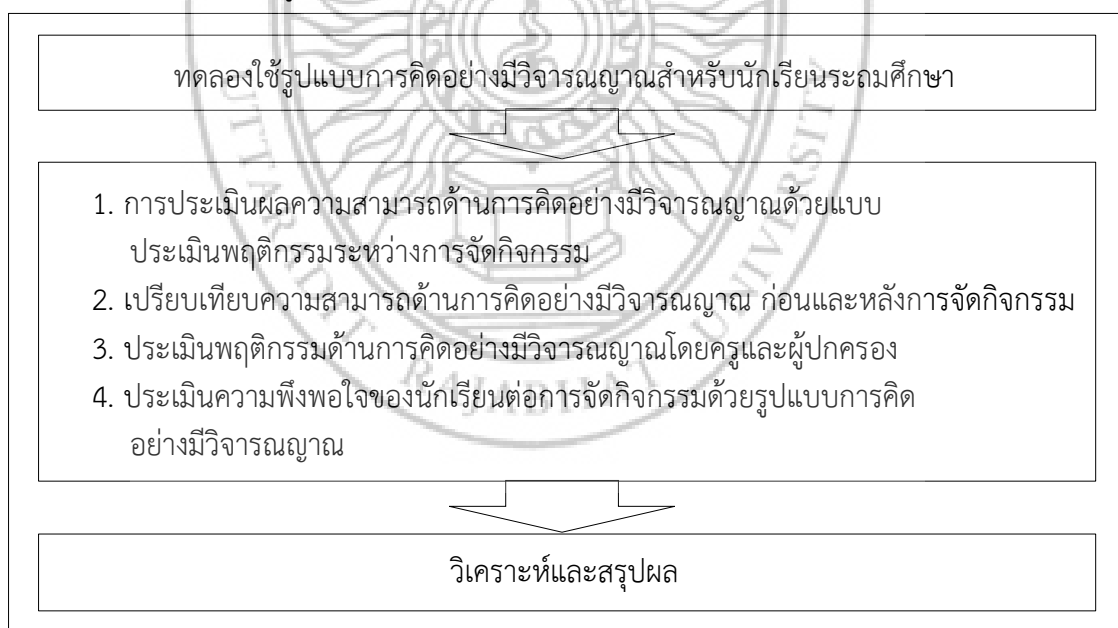 ทดลองใช้รูปแบบการคิดอย่างมีวิจารณญาณสำหรับนักเรียนระถมศึกษา
1. การประเมินผลความสามารถด้านการคิดอย่างมีวิจารณญาณด้วยแบบ
ประเมินพฤติกรรมระหว่างการจัดกิจกรรม
2. เปรียบเทียบความสามารถด้านการคิดอย่างมีวิจารณญาณ ก่อนและหลังการจัดกิจกรรม
3. ประเมินพฤติกรรมด้านการคิดอย่างมีวิจารณญาณโดยครูและผู้ปกครอง
4. ประเมินความพึงพอใจของนักเรียนต่อการจัดกิจกรรมด้วยรูปแบบการคิด
อย่างมีวิจารณญาณ
วิเคราะห์และสรุปผล
UTTARADIT RAJABHAT UNIVERSITY